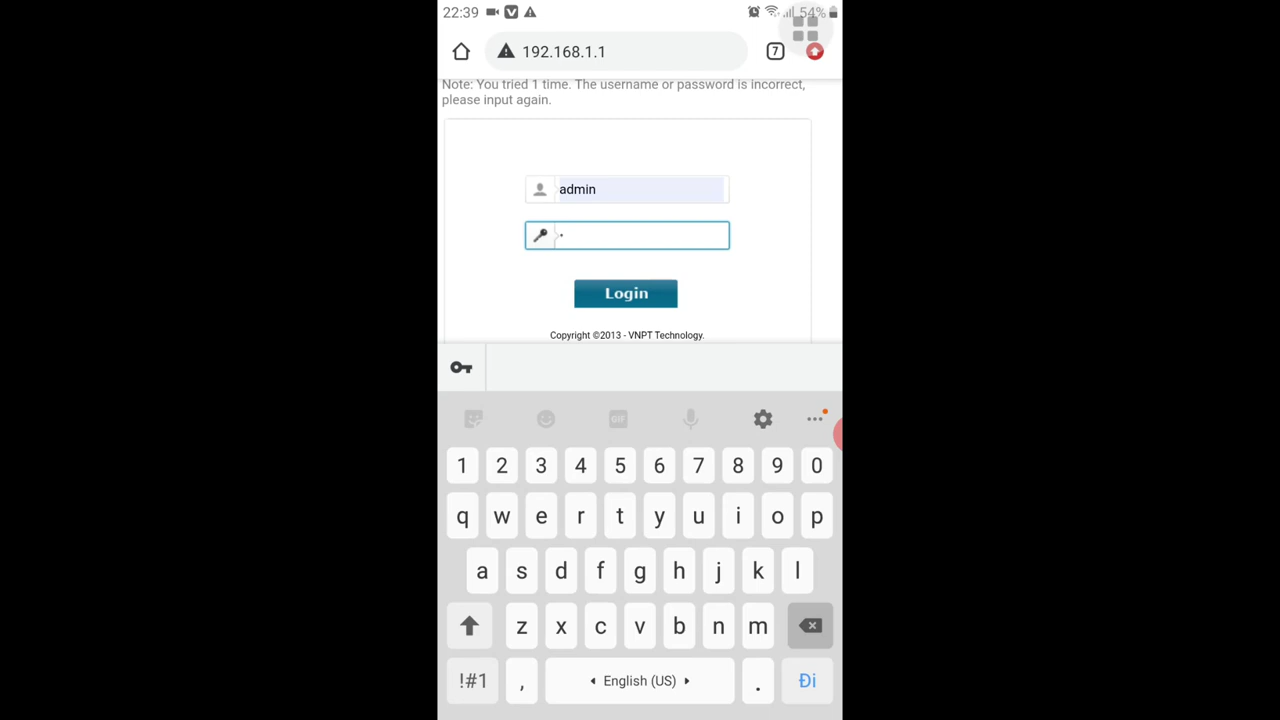 22:39 54%
192.168.1.1 7
Note: You tried 1 time. The username or password is incorrect,
please input again.
admin
•
Login
Copyright ©2013 - VNPT Technology.
GIF
1 2 3 4 5 6 7 8 9 0
q w e r t y u i o p
a s d f g h j k l
z x c v b n m
!#1 , English (US) . Đi